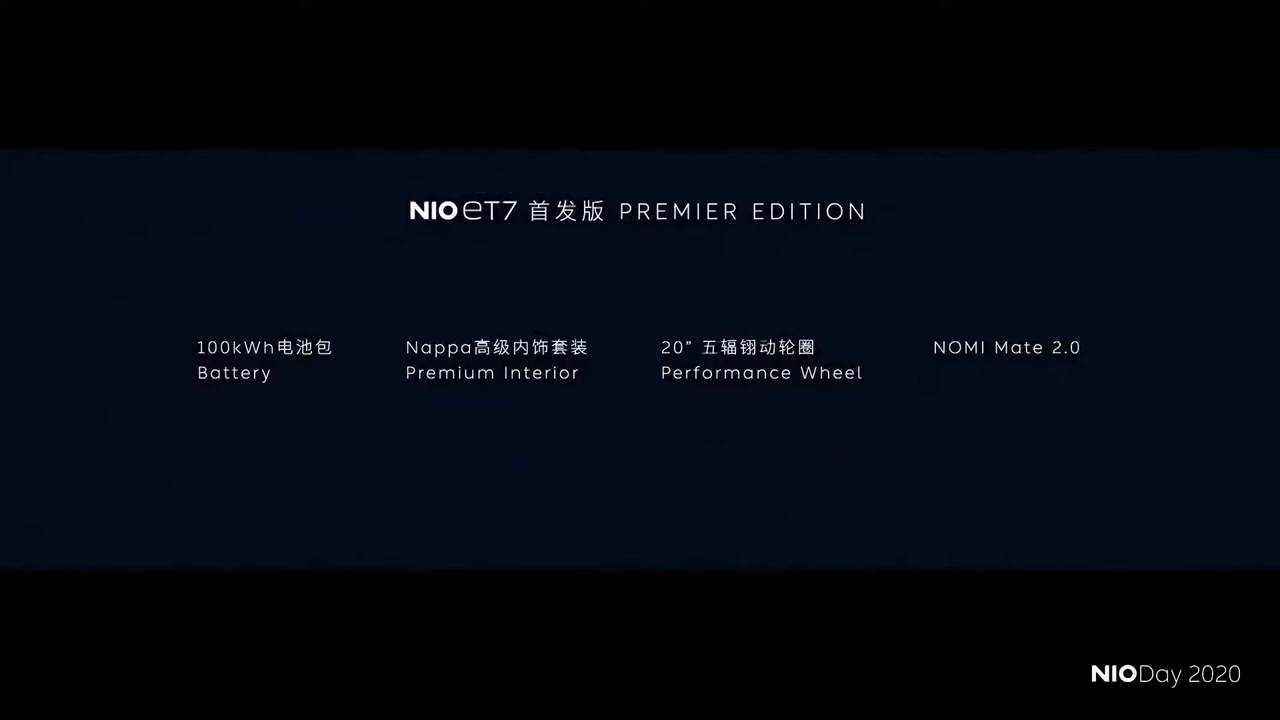 NIO eT7 首发版 PREMIER EDITION
100kWh电池包
Battery
Nappa高级内饰套装
Premium Interior
20” 五辐翎动轮圈
Performance Wheel
NOMI Mate 2.0
NIODay 2020